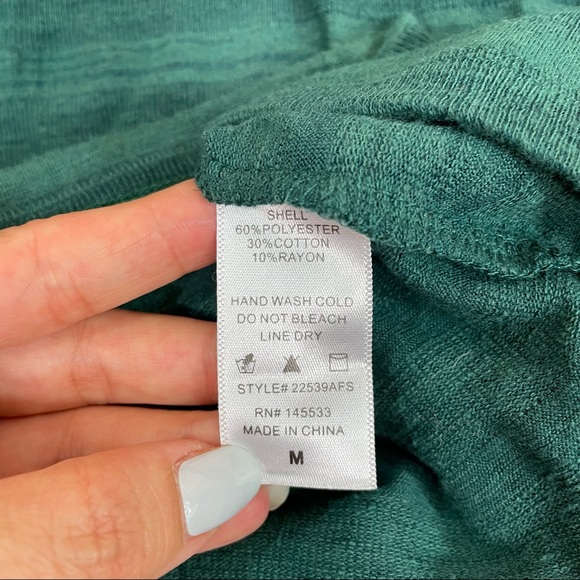 SHELL
60%POLYESTER
30%COTTON
10%RAYON
HAND WASH COLD
DO NOT BLEACH
LINE DRY
STYLE# 22539AFS
RN# 145533
MADE IN CHINA
M